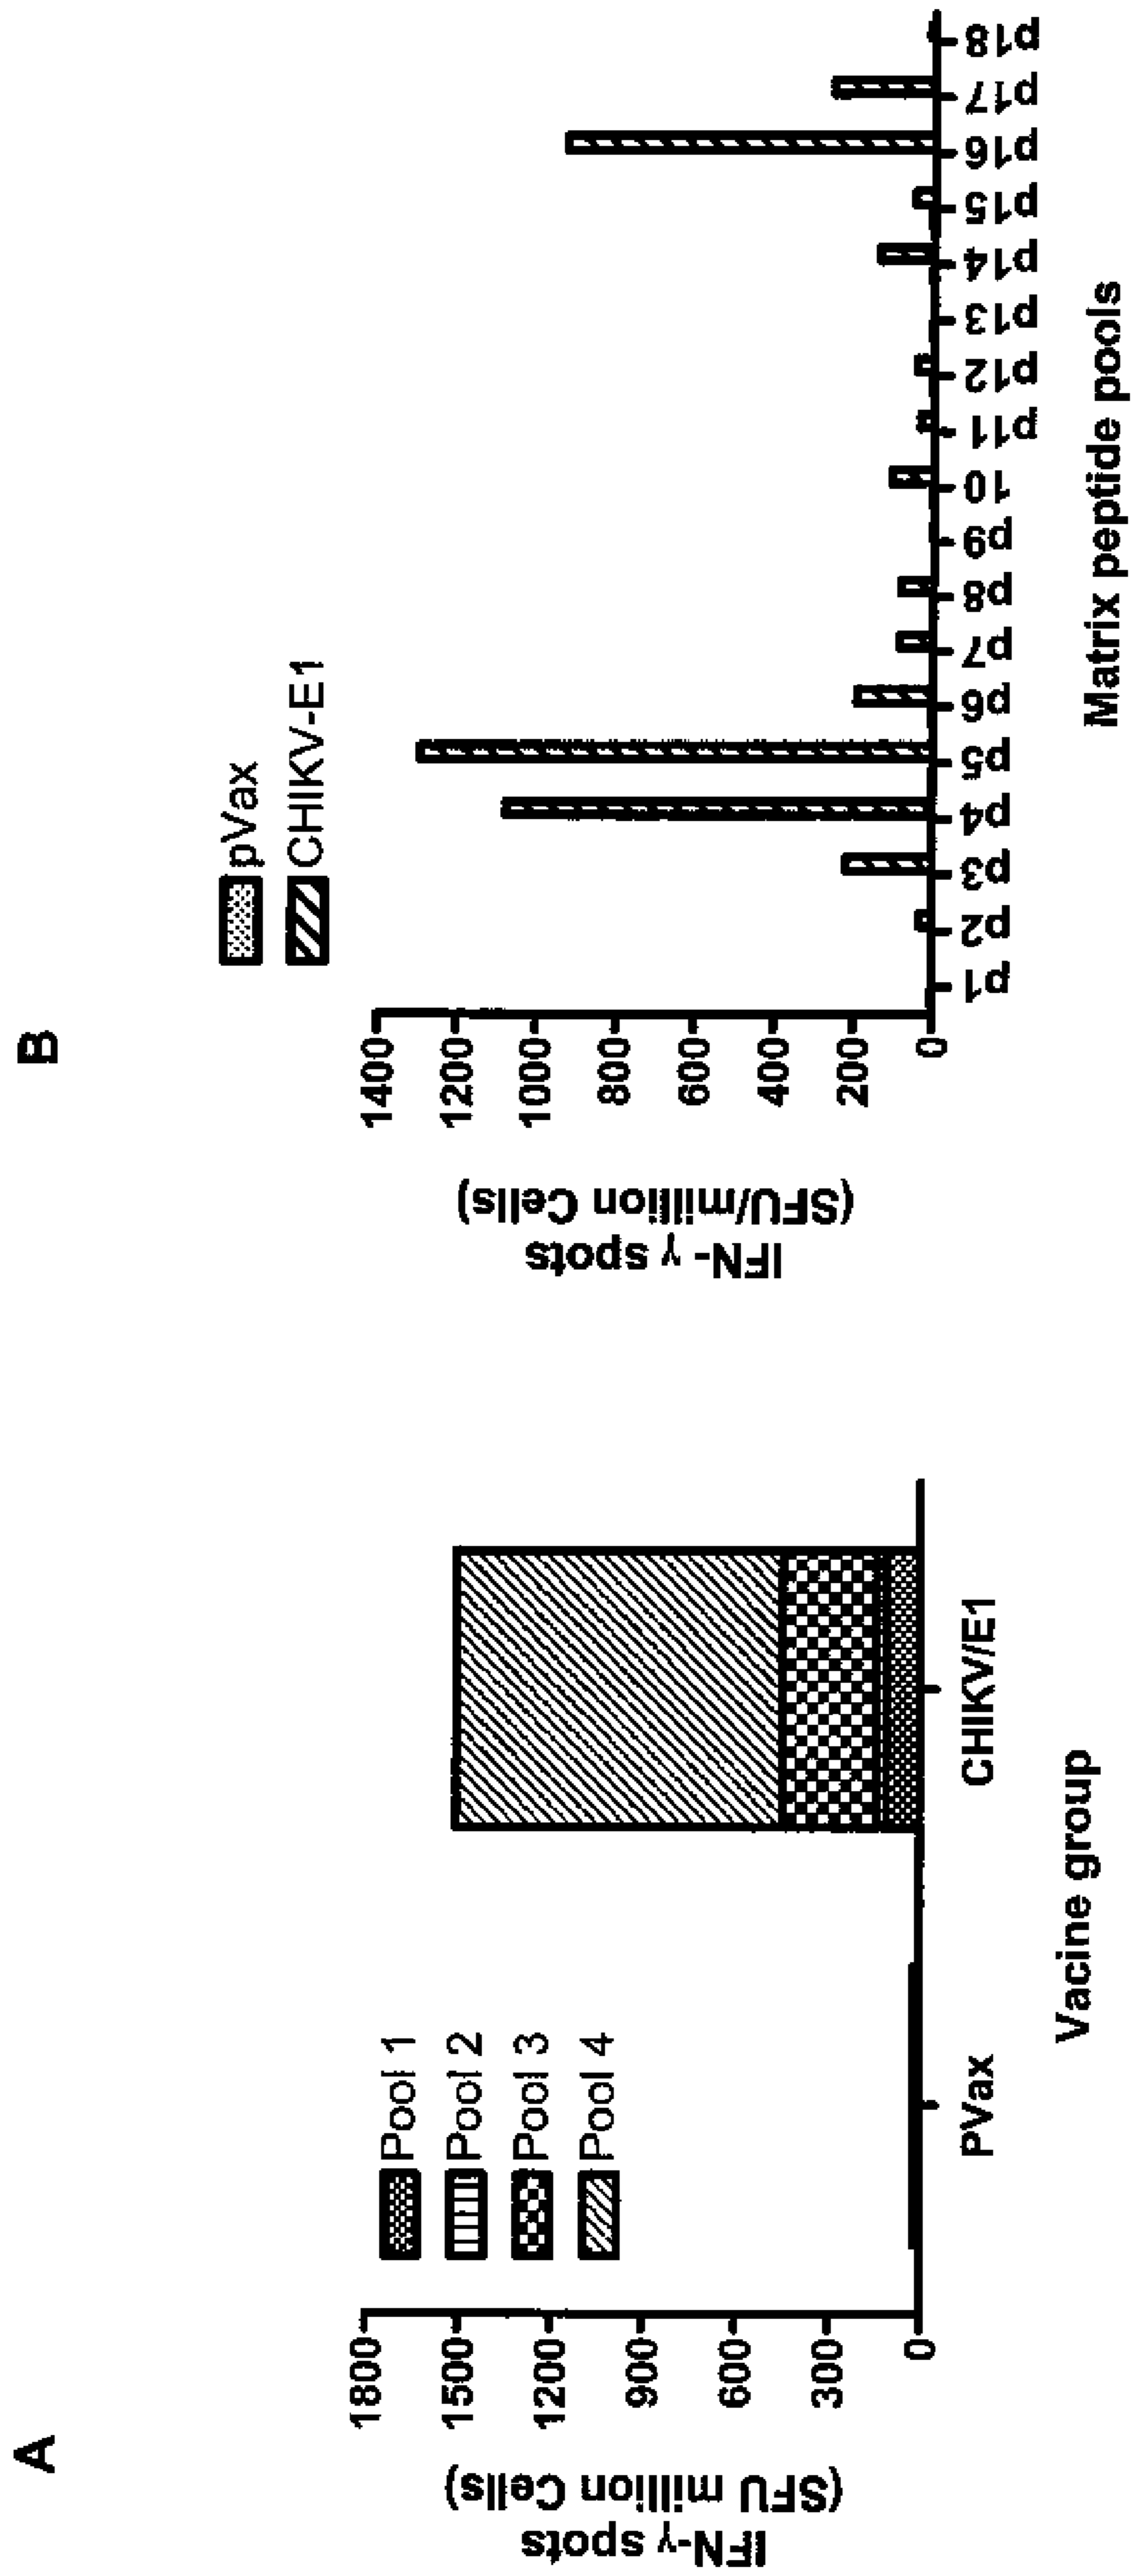 A
IFN-γ spots
(SFU million Cells)
1800
1500
1200
900
600
300
0
Pool 1
Pool 2
Pool 3
Pool 4
PVax
CHIKV/E1
Vacine group
B
IFN- γ spots
(SFU/million Cells)
1400
1200
1000
800
600
400
200
0
pVax
CHIKV-E1
p1
p2
p3
p4
p5
p6
p7
p8
p9
10
p11
p12
p13
p14
p15
p16
p17
p18
Matrix peptide pools